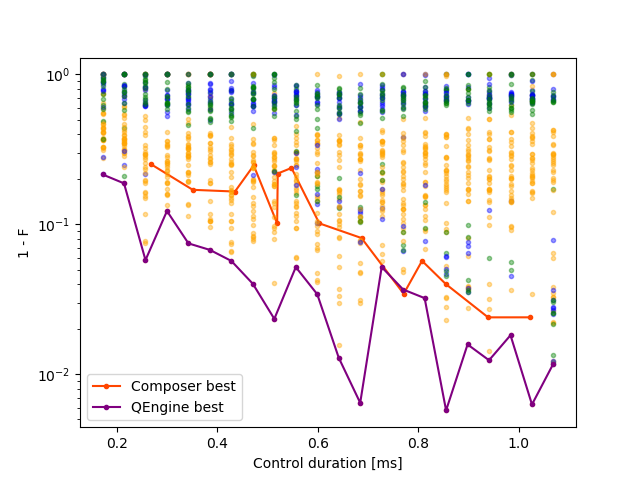 10⁰
10⁻¹
10⁻²
1 - F
Composer best
QEngine best
0.2 0.4 0.6 0.8 1.0
Control duration [ms]